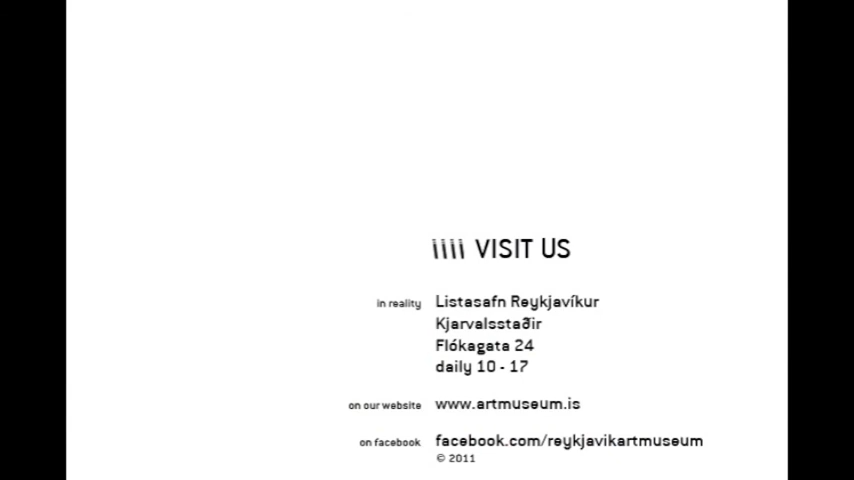 VISIT US
in reality Listasafn Reykjavíkur
Kjarvalsstaðir
Flókagata 24
daily 10 - 17
on our website www.artmuseum.is
on facebook facebook.com/reykjavikartmuseum
© 2011